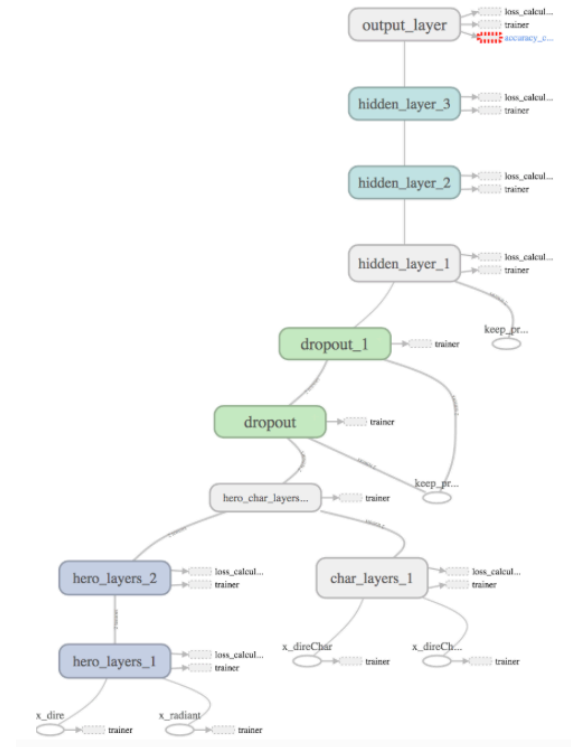 output_layer
loss_calcul...
trainer
accuracy_c...
hidden_layer_3
loss_calcul...
trainer
hidden_layer_2
loss_calcul...
trainer
hidden_layer_1
loss_calcul...
trainer
keep_pr...
dropout_1
trainer
dropout
trainer
keep_pr...
hero_char_layers...
trainer
hero_layers_2
loss_calcul...
trainer
char_layers_1
loss_calcul...
trainer
hero_layers_1
loss_calcul...
trainer
x_direChar
trainer
x_direCh...
trainer
x_dire
trainer
x_radiant
trainer